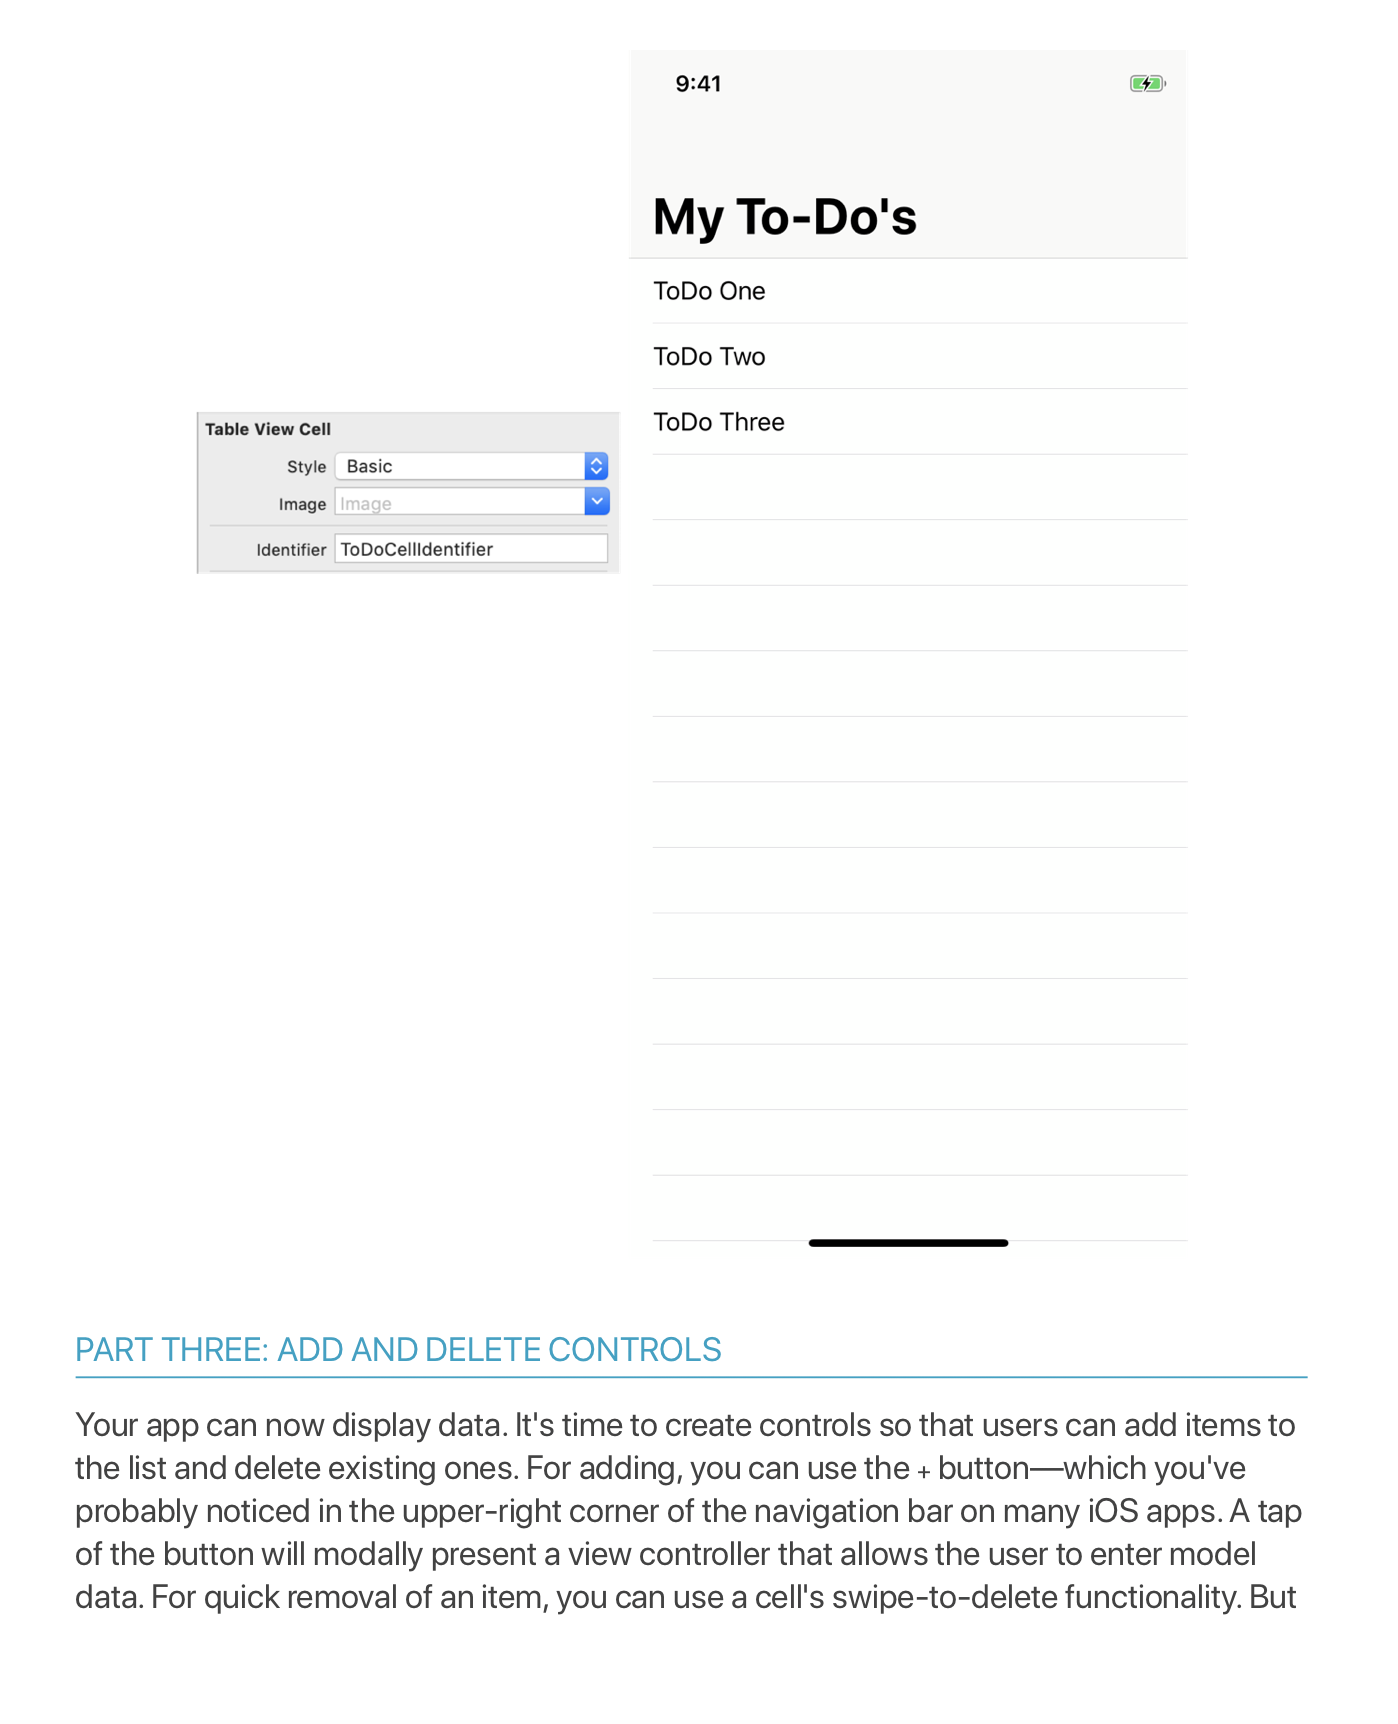 9:41
My To-Do's
ToDo One
ToDo Two
ToDo Three
Table View Cell
Style Basic
Image Image
Identifier ToDoCellIdentifier
PART THREE: ADD AND DELETE CONTROLS
Your app can now display data. It's time to create controls so that users can add items to
the list and delete existing ones. For adding, you can use the + button—which you've
probably noticed in the upper-right corner of the navigation bar on many iOS apps. A tap
of the button will modally present a view controller that allows the user to enter model
data. For quick removal of an item, you can use a cell's swipe-to-delete functionality. But